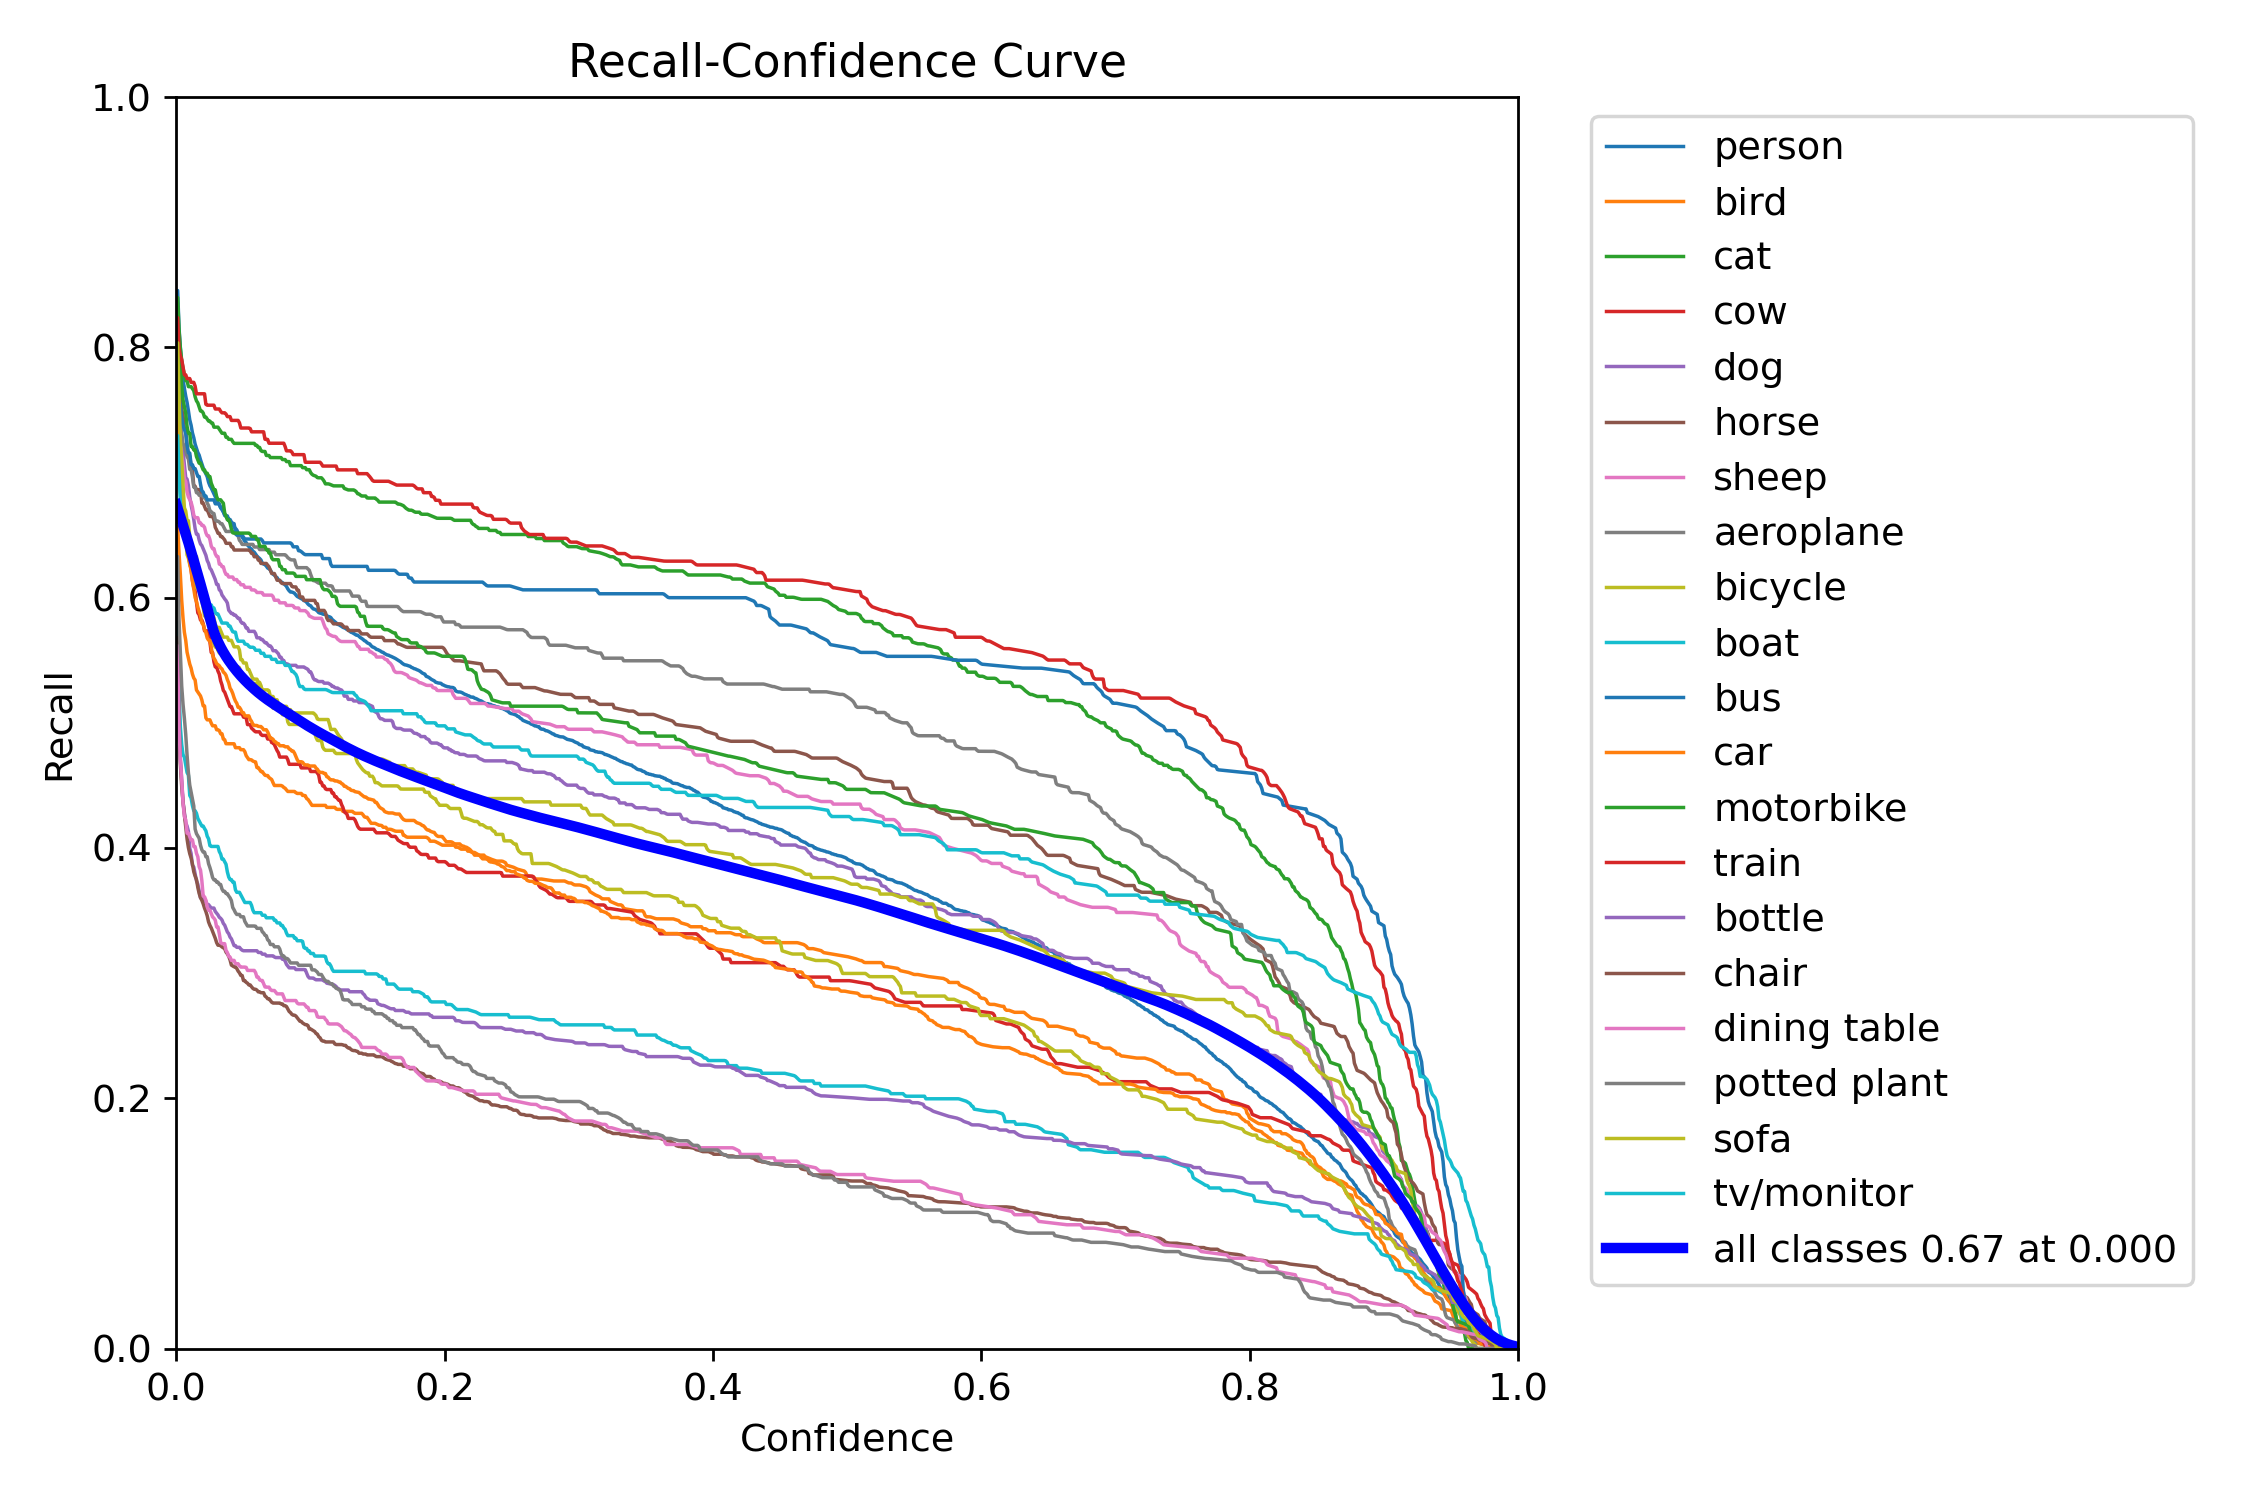 Recall-Confidence Curve
1.0
0.8
0.6
0.4
0.2
0.0
Recall
0.0 0.2 0.4 0.6 0.8 1.0
Confidence
person
bird
cat
cow
dog
horse
sheep
aeroplane
bicycle
boat
bus
car
motorbike
train
bottle
chair
dining table
potted plant
sofa
tv/monitor
all classes 0.67 at 0.000